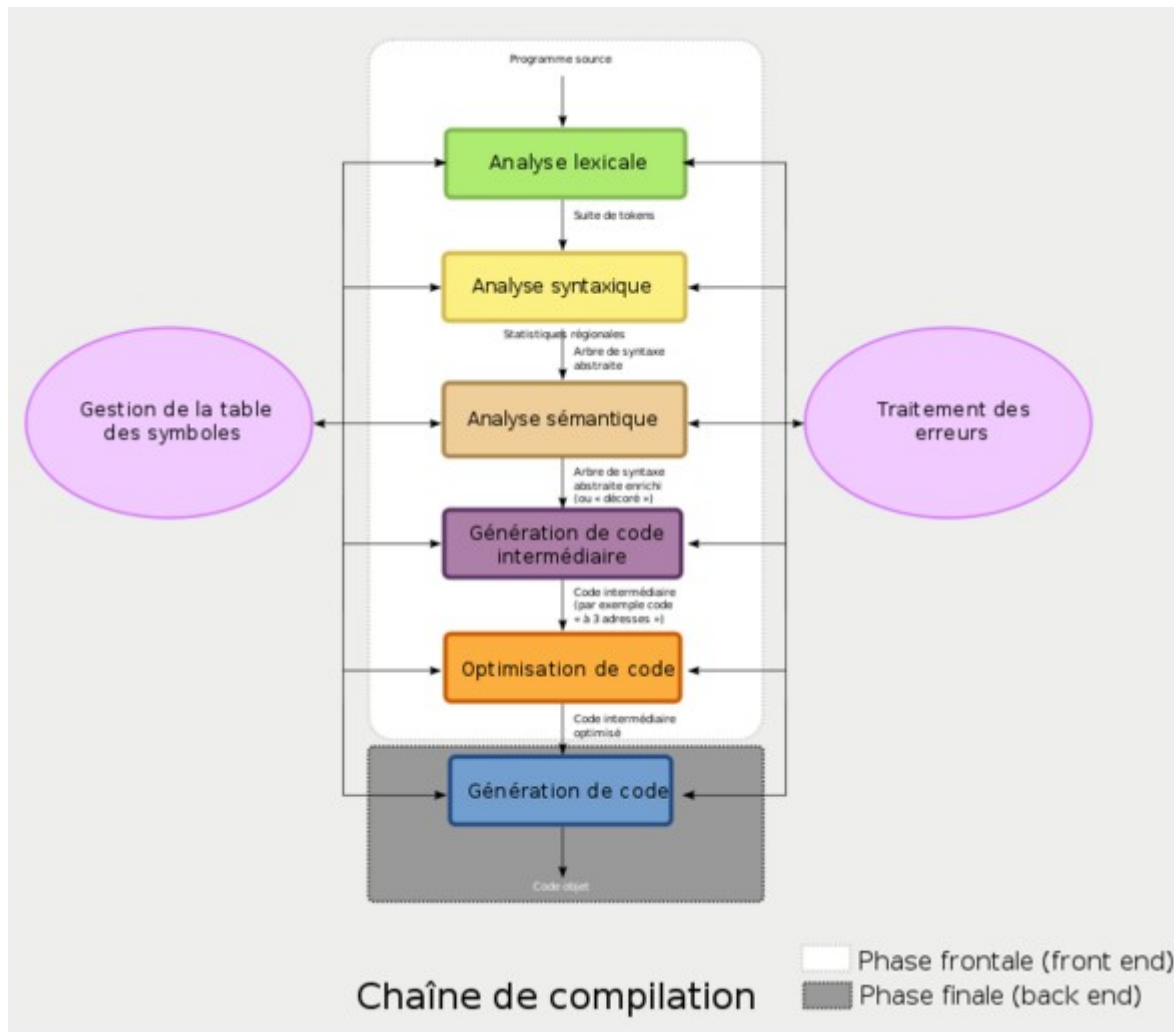 Programme source
Analyse lexicale
Suite de tokens
Analyse syntaxique
Statistiques régionales
Arbre de syntaxe
abstraite
Gestion de la table
des symboles
Analyse sémantique
Traitement des
erreurs
Arbre de syntaxe
abstraite enrichi
(ou « décoré »)
Génération de code
intermédiaire
Code intermédiaire
(par exemple code
« à 3 adresses »)
Optimisation de code
Code intermédiaire
optimisé
Génération de code
Code objet
Phase frontale (front end)
Chaîne de compilation
Phase finale (back end)